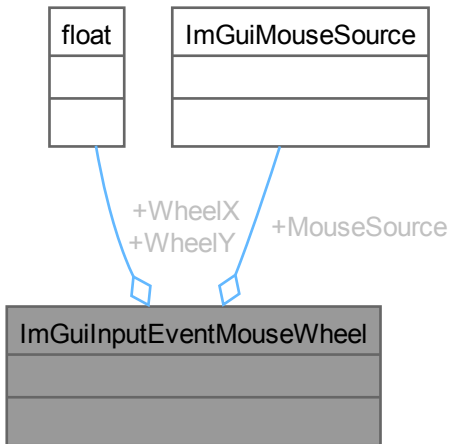 float
ImGuiMouseSource
+WheelX
+WheelY
+MouseSource
ImGuiInputEventMouseWheel